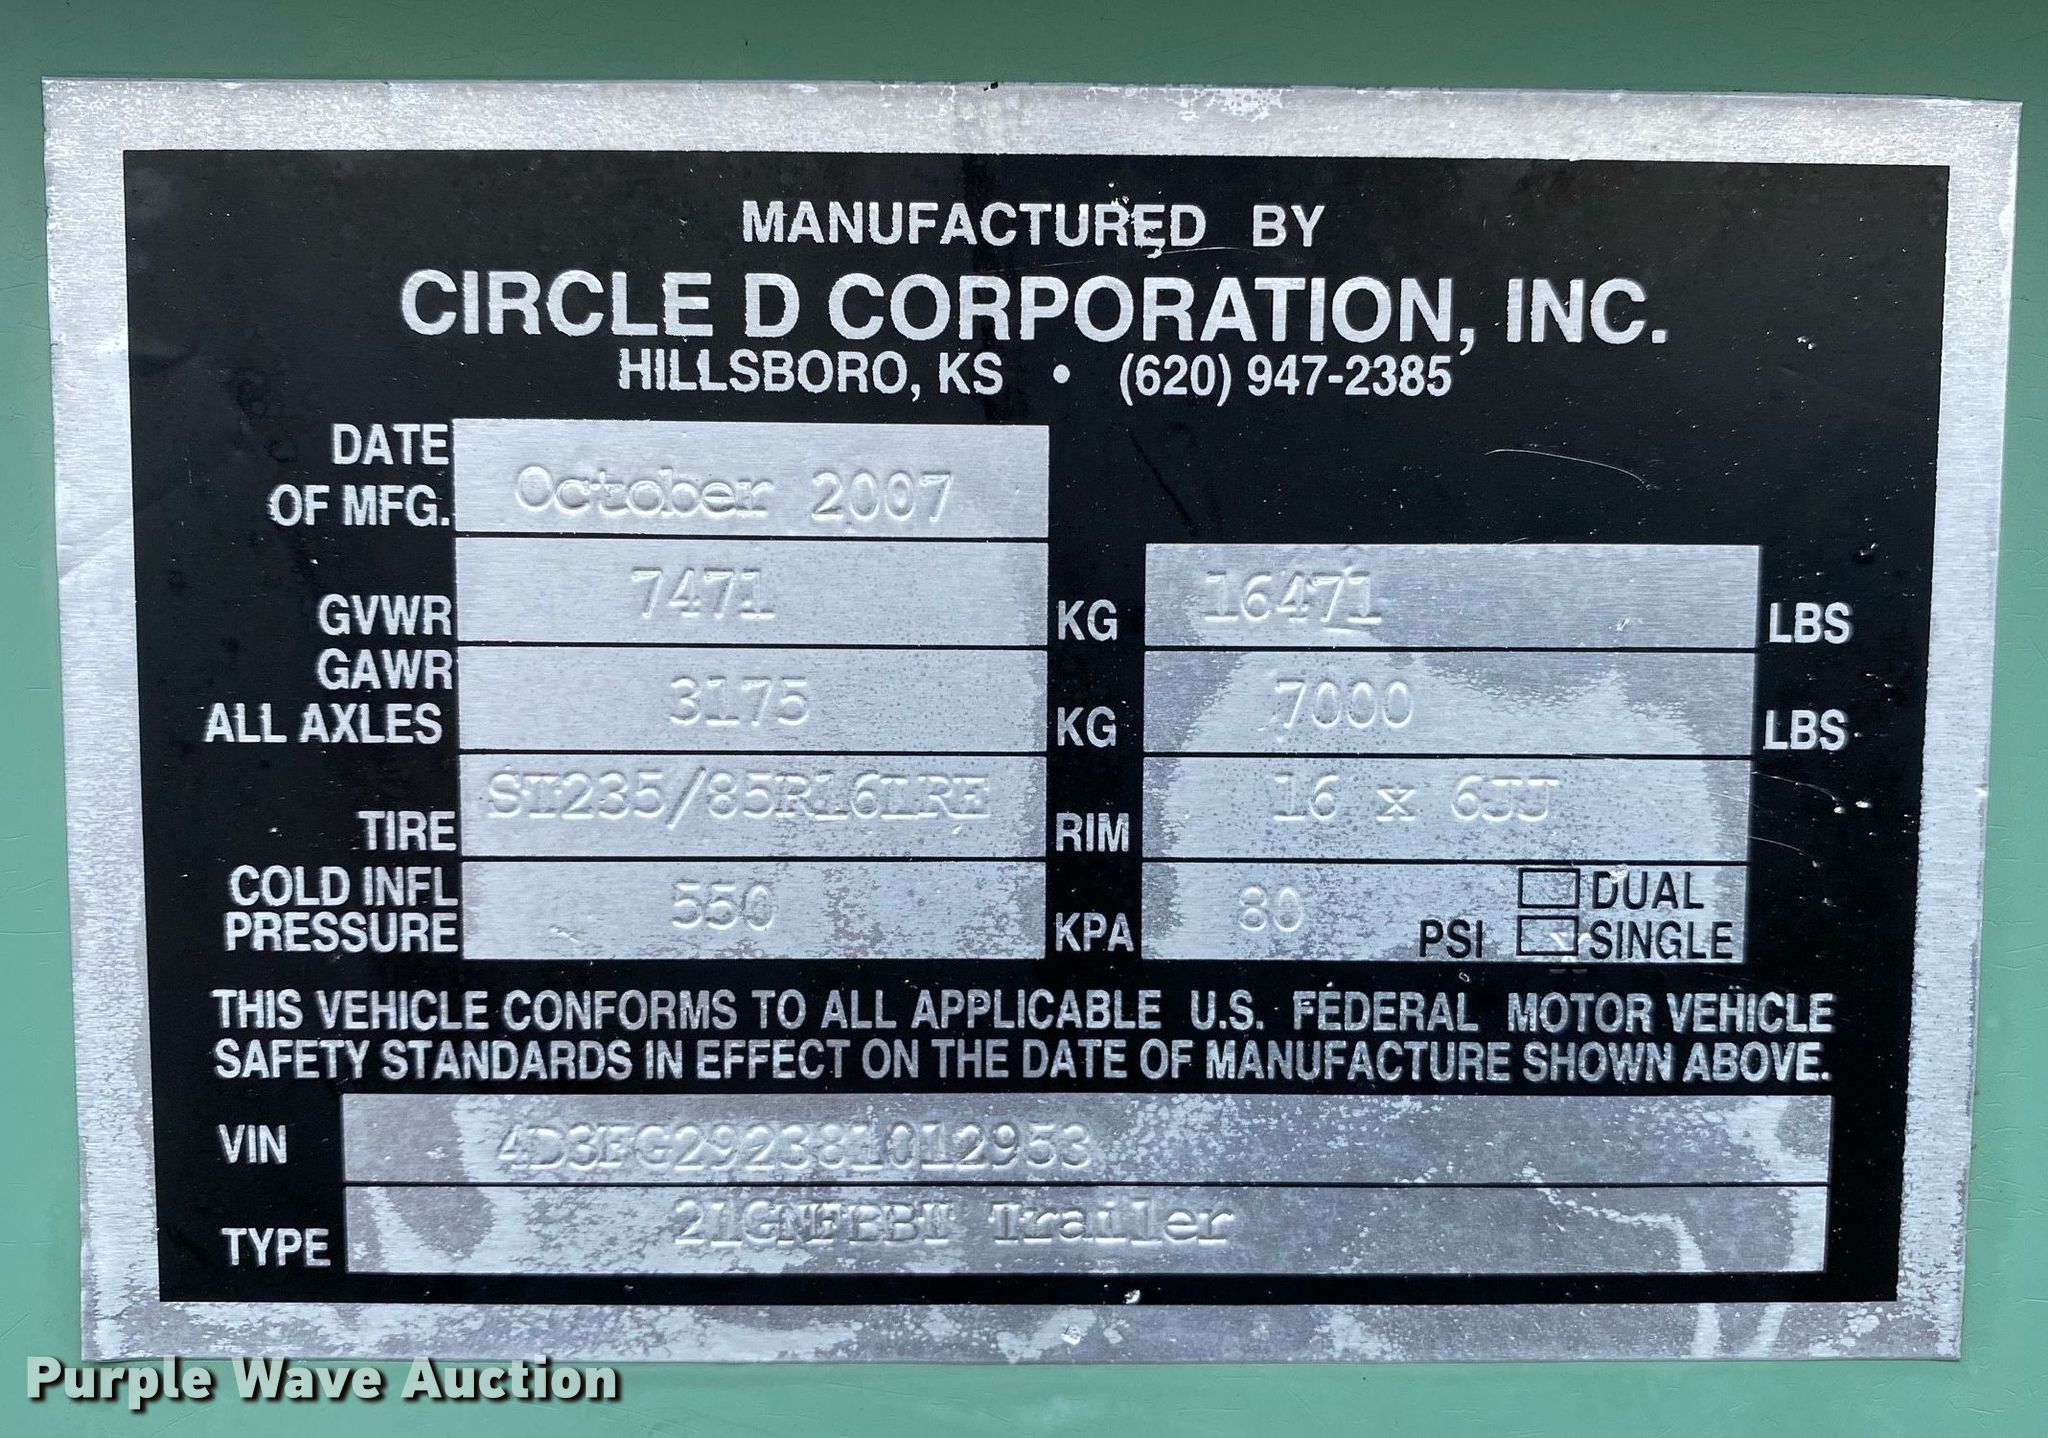 MANUFACTURED BY
CIRCLE D CORPORATION, INC.
HILLSBORO, KS • (620) 947-2385
DATE OF MFG. October 2007
GVWR 7471 KG 16471 LBS
GAWR ALL AXLES 3175 KG 7000 LBS
TIRE ST235/85R16LRE RIM 16 x 6JJ
COLD INFL PRESSURE 550 KPA 80 PSI DUAL x SINGLE
THIS VEHICLE CONFORMS TO ALL APPLICABLE U.S. FEDERAL MOTOR VEHICLE
SAFETY STANDARDS IN EFFECT ON THE DATE OF MANUFACTURE SHOWN ABOVE.
VIN 4D3FG292381012953
TYPE Trailer
Purple Wave Auction